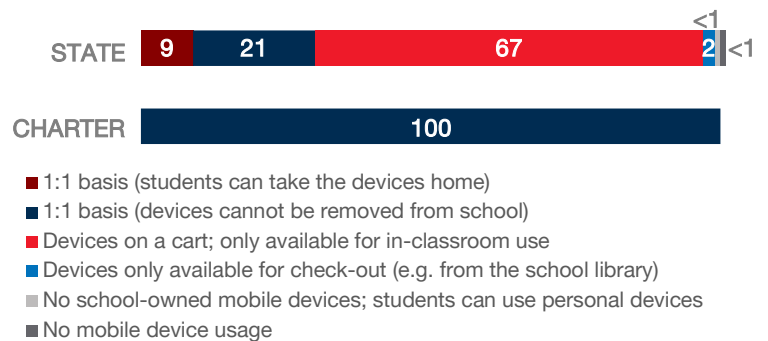 <1
STATE 9 21 67 2 <1
CHARTER 100
1:1 basis (students can take the devices home)
1:1 basis (devices cannot be removed from school)
Devices on a cart; only available for in-classroom use
Devices only available for check-out (e.g. from the school library)
No school-owned mobile devices; students can use personal devices
No mobile device usage